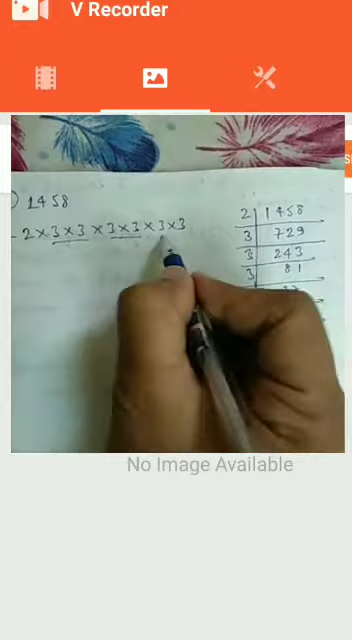 V Recorder
) 1458
2 × 3 × 3 × 3 × 3 × 3 × 3
2 | 1458
3 | 729
3 | 243
3 | 81
No Image Available